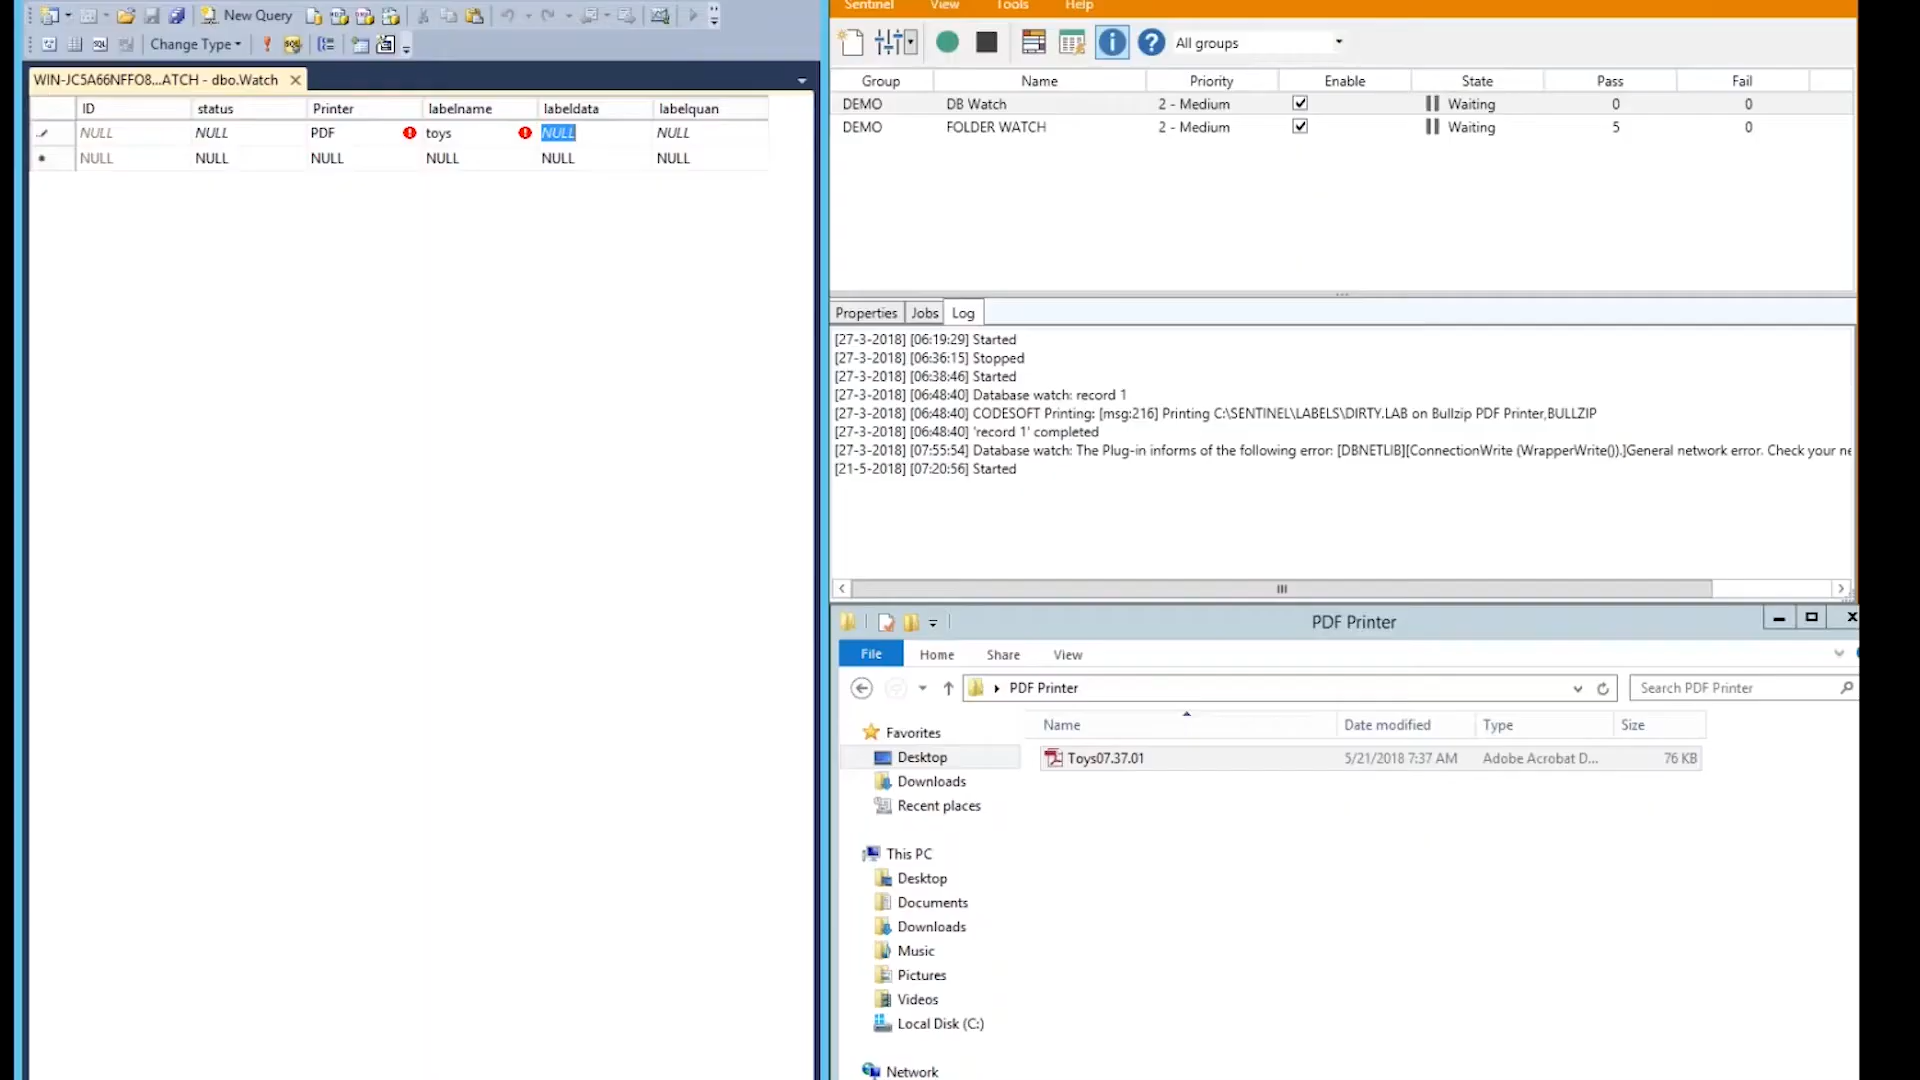 New Query
Change Type
WIN-JC5A66NFFO8...ATCH - dbo.Watch
ID status Printer labelname labeldata labelquan
NULL NULL PDF toys NULL NULL
NULL NULL NULL NULL NULL NULL
Sentinel View Tools Help
All groups
Group Name Priority Enable State Pass Fail
DEMO DB Watch 2 - Medium Waiting 0 0
DEMO FOLDER WATCH 2 - Medium Waiting 5 0
Properties Jobs Log
[27-3-2018] [06:19:29] Started
[27-3-2018] [06:36:15] Stopped
[27-3-2018] [06:38:46] Started
[27-3-2018] [06:48:40] Database watch: record 1
[27-3-2018] [06:48:40] CODESOFT Printing: [msg:216] Printing C:\SENTINEL\LABELS\DIRTY.LAB on Bullzip PDF Printer,BULLZIP
[27-3-2018] [06:48:40] 'record 1' completed
[27-3-2018] [07:55:54] Database watch: The Plug-in informs of the following error: [DBNETLIB][ConnectionWrite (WrapperWrite()).]General network error. Check your ne
[21-5-2018] [07:20:56] Started
PDF Printer
File Home Share View
PDF Printer
Search PDF Printer
Name Date modified Type Size
Toys07.37.01 5/21/2018 7:37 AM Adobe Acrobat D... 76 KB
Favorites
Desktop
Downloads
Recent places
This PC
Desktop
Documents
Downloads
Music
Pictures
Videos
Local Disk (C:)
Network